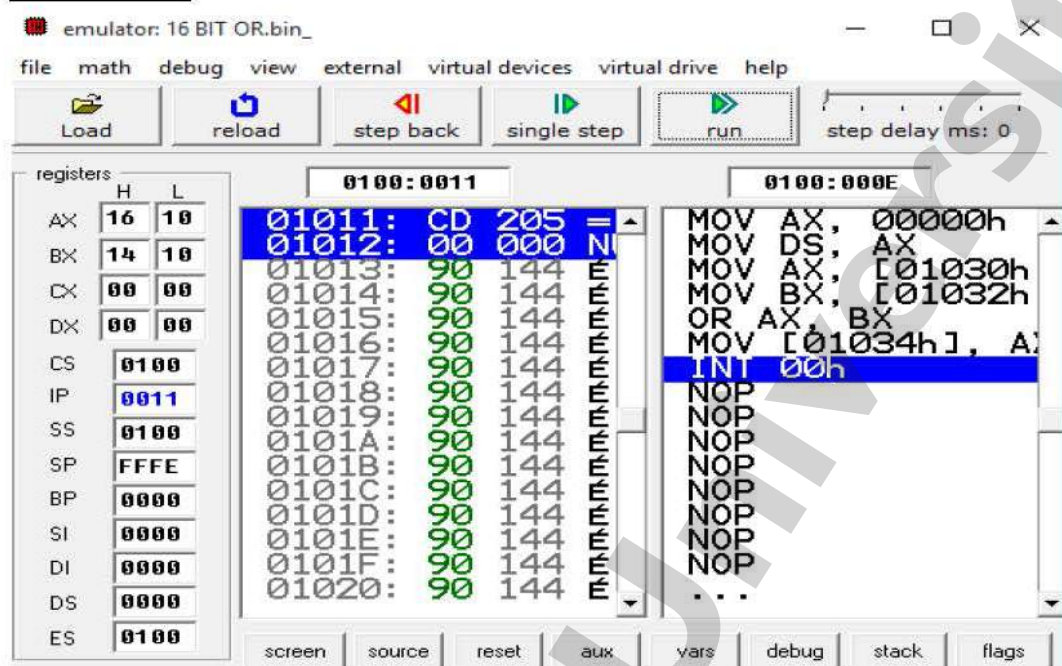 emulator: 16 BIT OR.bin_
file math debug view external virtual devices virtual drive help
Load reload step back single step run step delay ms: 0
registers
H L
0100:0011 0100:000E
AX 16 10
BX 14 10
CX 00 00
DX 00 00
CS 0100
IP 0011
SS 0100
SP FFFE
BP 0000
SI 0000
DI 0000
DS 0000
ES 0100
01011: CD 205 =
01012: 00 000 NU
01013: 90 144 É
01014: 90 144 É
01015: 90 144 É
01016: 90 144 É
01017: 90 144 É
01018: 90 144 É
01019: 90 144 É
0101A: 90 144 É
0101B: 90 144 É
0101C: 90 144 É
0101D: 90 144 É
0101E: 90 144 É
0101F: 90 144 É
01020: 90 144 É
MOV AX, 00000h
MOV DS, AX
MOV AX, [01030h
MOV BX, [01032h
OR AX, BX
MOV [01034h], AX
INT 00h
NOP
NOP
NOP
NOP
NOP
NOP
NOP
NOP
...
screen source reset aux vars debug stack flags